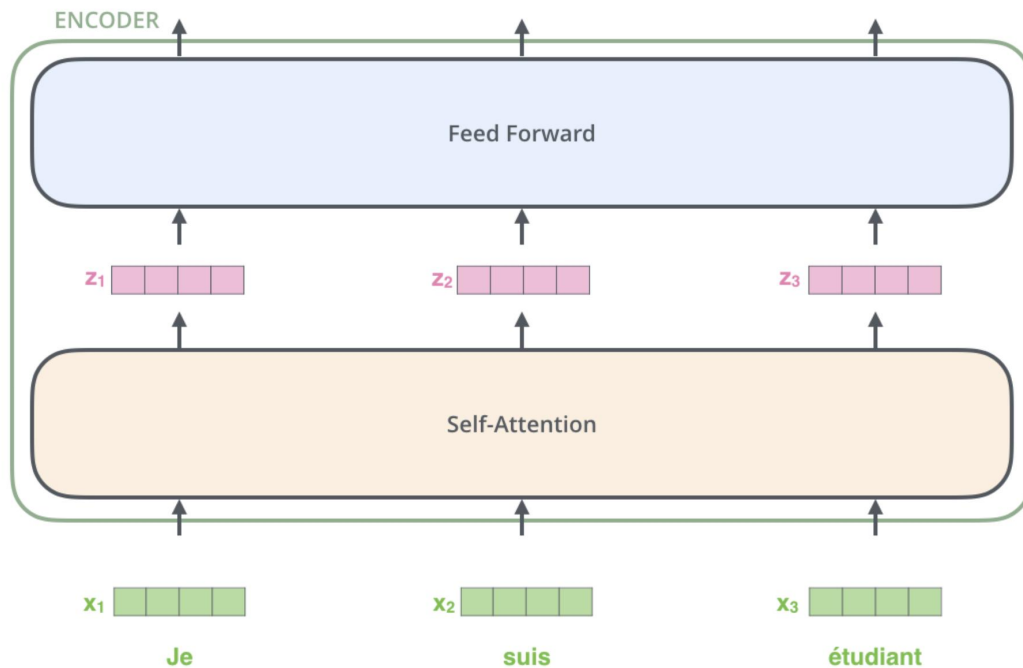 ENCODER
Feed Forward
z₁ z₂ z₃
Self-Attention
x₁ x₂ x₃
Je suis étudiant